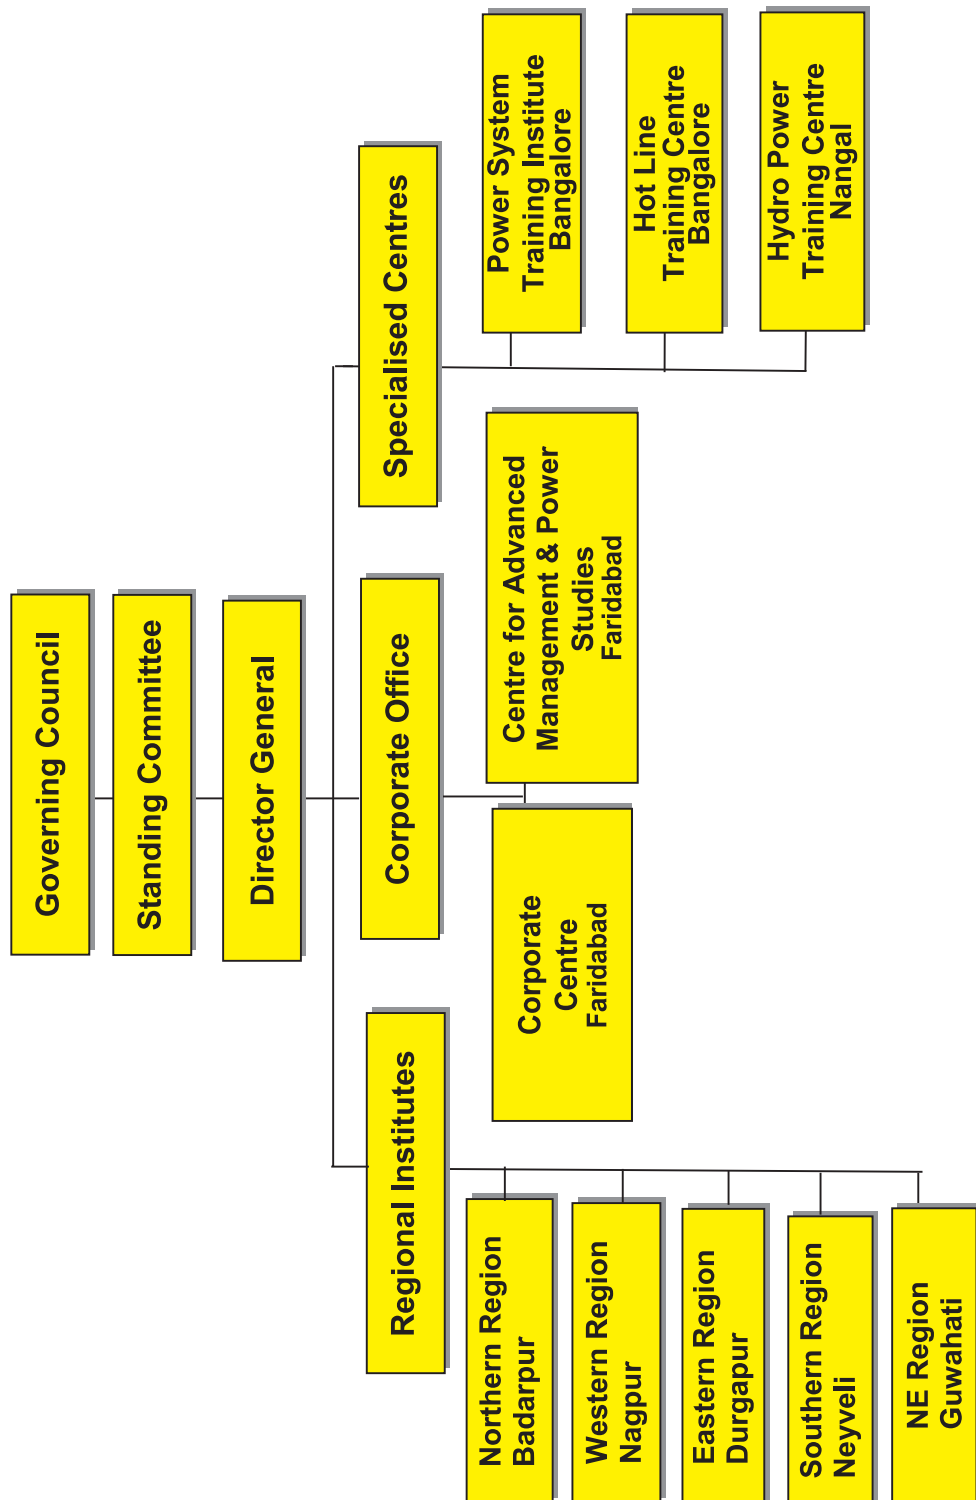 Governing Council
Standing Committee
Director General
Regional Institutes
Corporate Office
Specialised Centres
Northern Region
Badarpur
Western Region
Nagpur
Eastern Region
Durgapur
Southern Region
Neyveli
NE Region
Guwahati
Corporate
Centre
Faridabad
Centre for Advanced
Management & Power
Studies
Faridabad
Power System
Training Institute
Bangalore
Hot Line
Training Centre
Bangalore
Hydro Power
Training Centre
Nangal